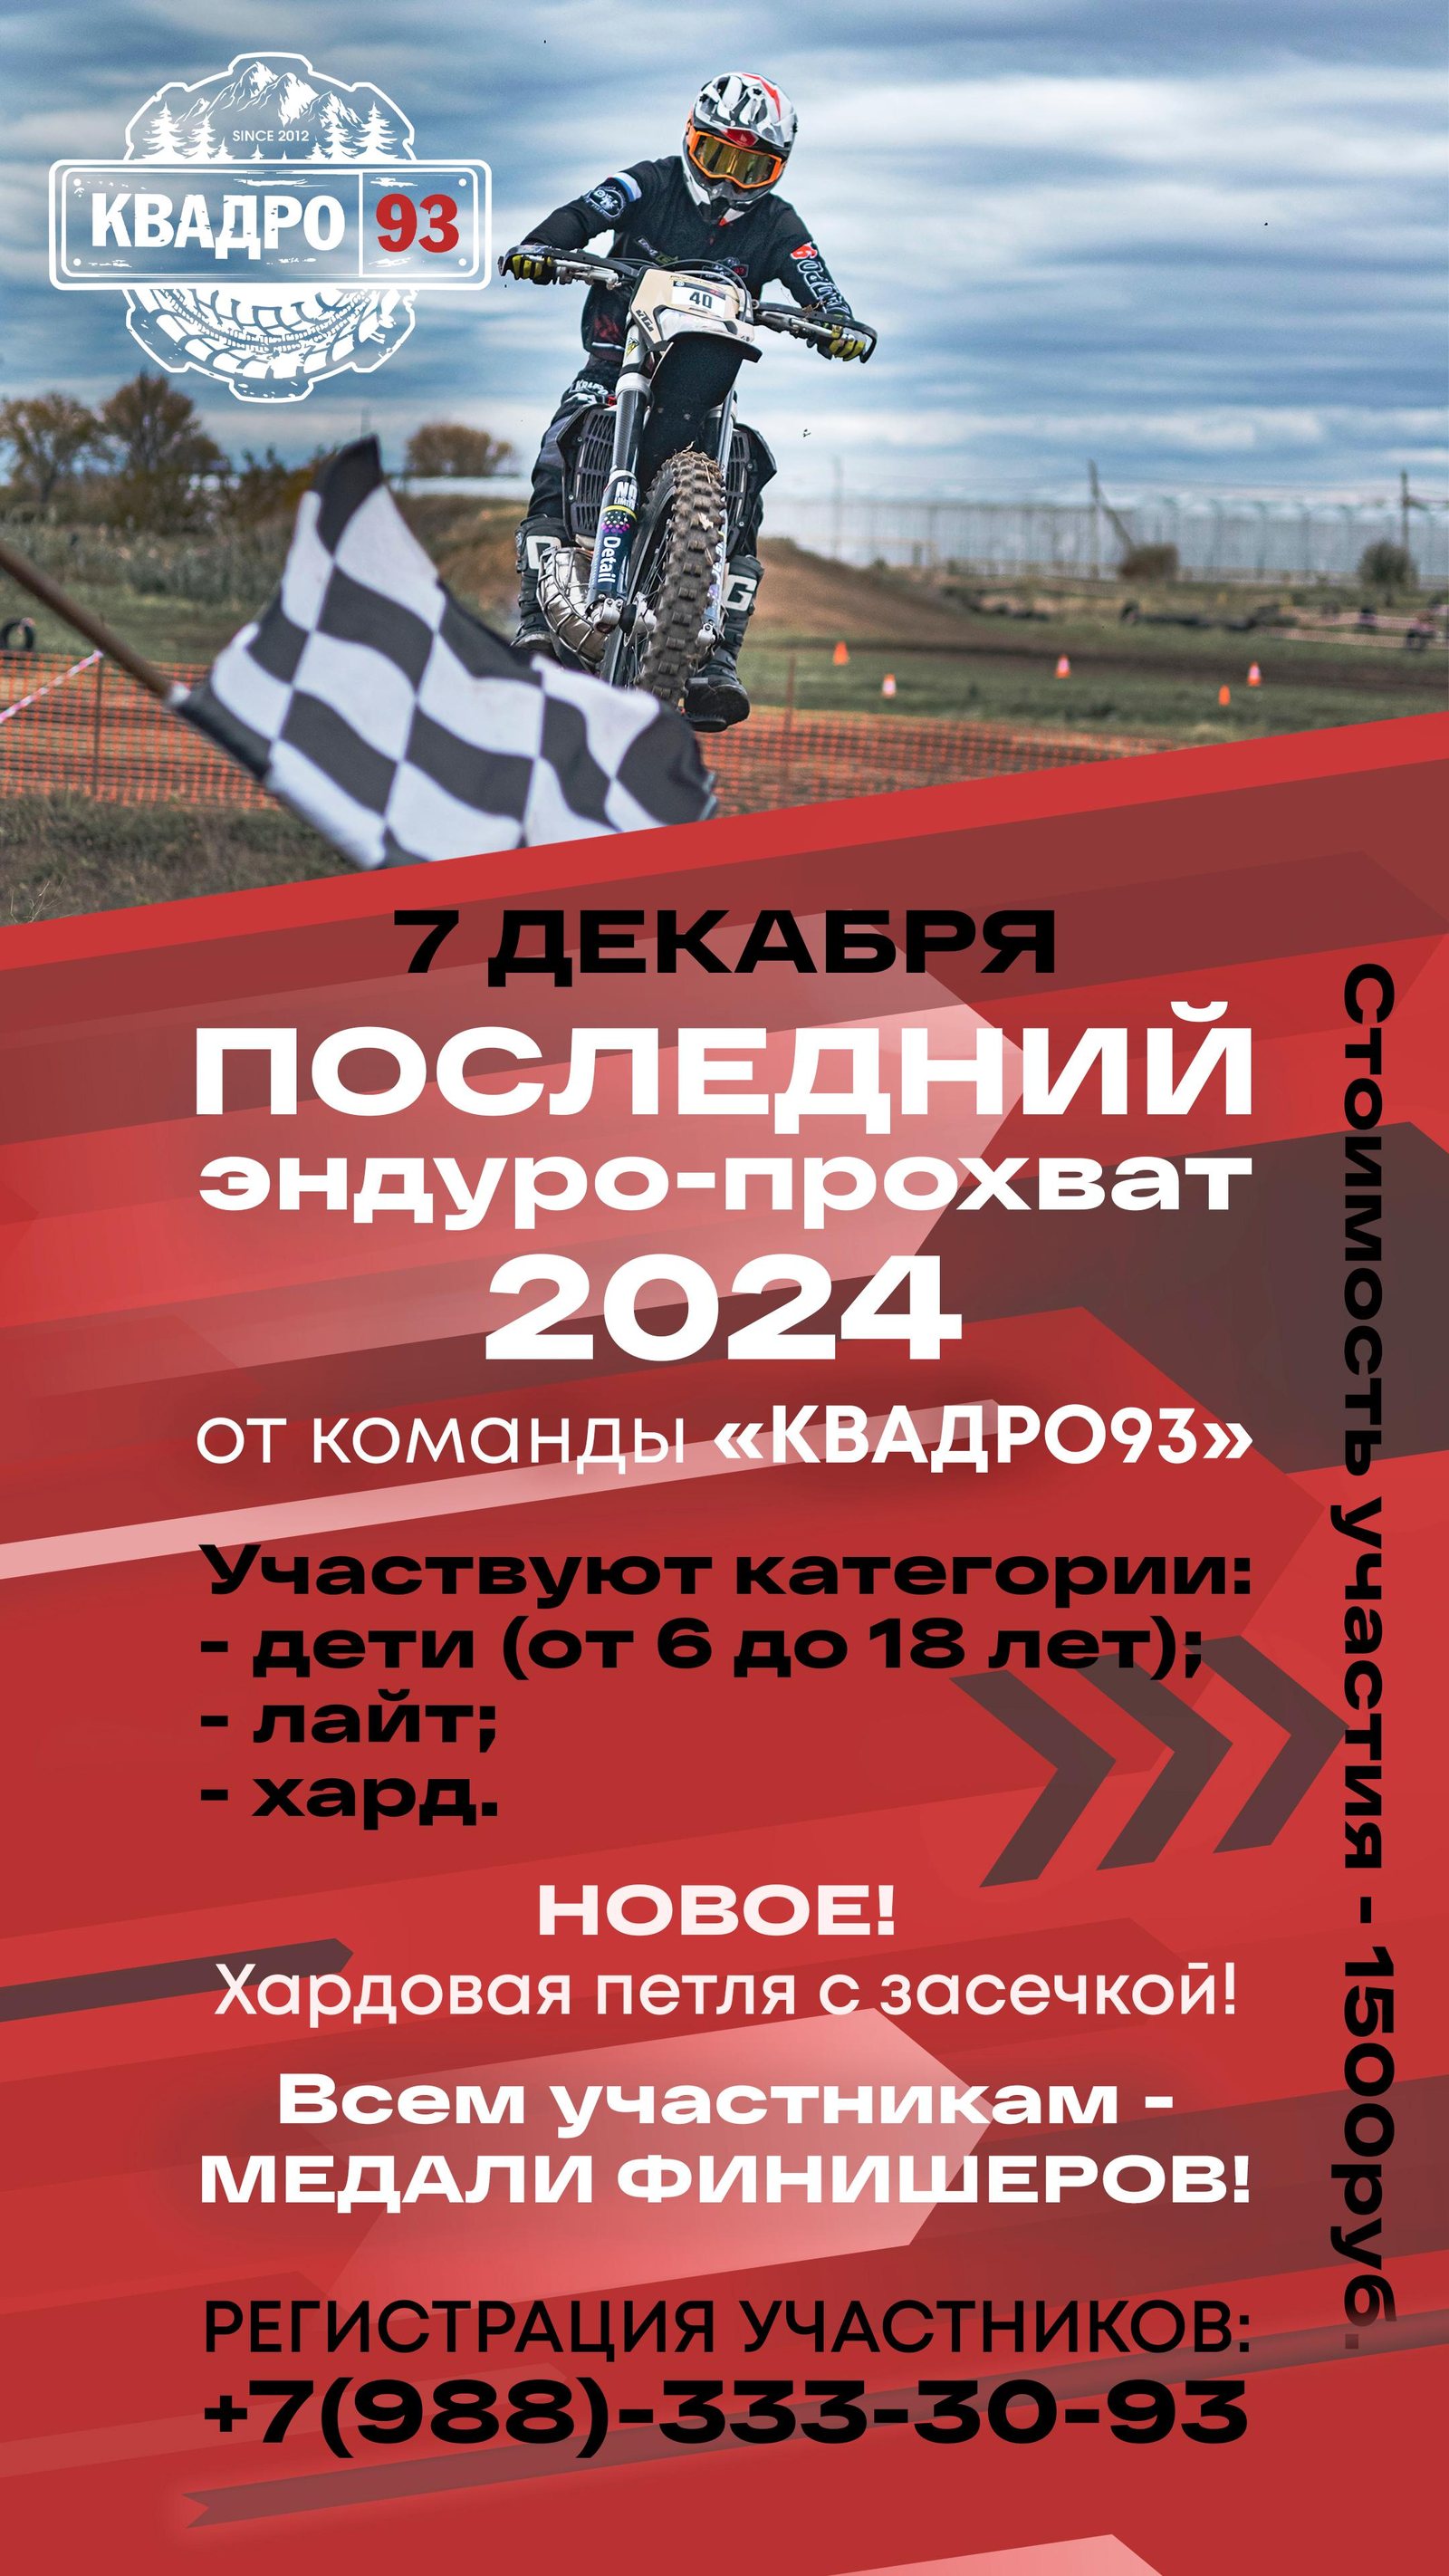 SINCE 2012
КВАДРО 93
40
Detail
7 ДЕКАБРЯ
ПОСЛЕДНИЙ
эндуро-прохват
2024
от команды «КВАДРО93»
Участвуют категории:
- дети (от 6 до 18 лет);
- лайт;
- хард.
НОВОЕ!
Хардовая петля с засечкой!
Всем участникам -
МЕДАЛИ ФИНИШЕРОВ!
РЕГИСТРАЦИЯ УЧАСТНИКОВ:
+7(988)-333-30-93
Стоимость участия - 1500руб.